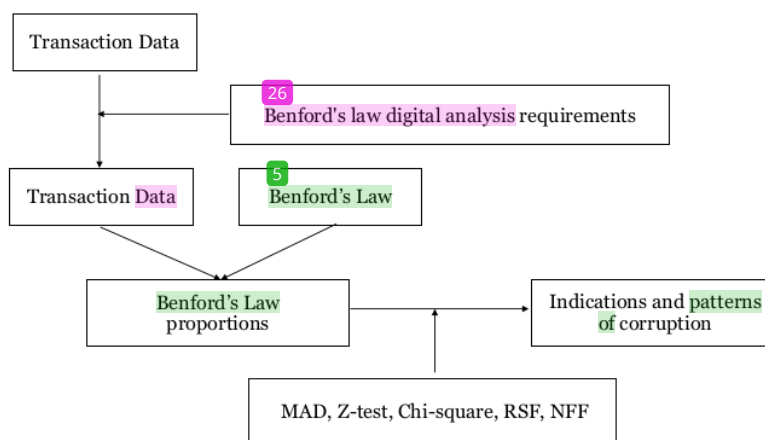 Transaction Data
26
Benford's law digital analysis requirements
Transaction Data
5
Benford’s Law
Benford’s Law
proportions
Indications and patterns
of corruption
MAD, Z-test, Chi-square, RSF, NFF